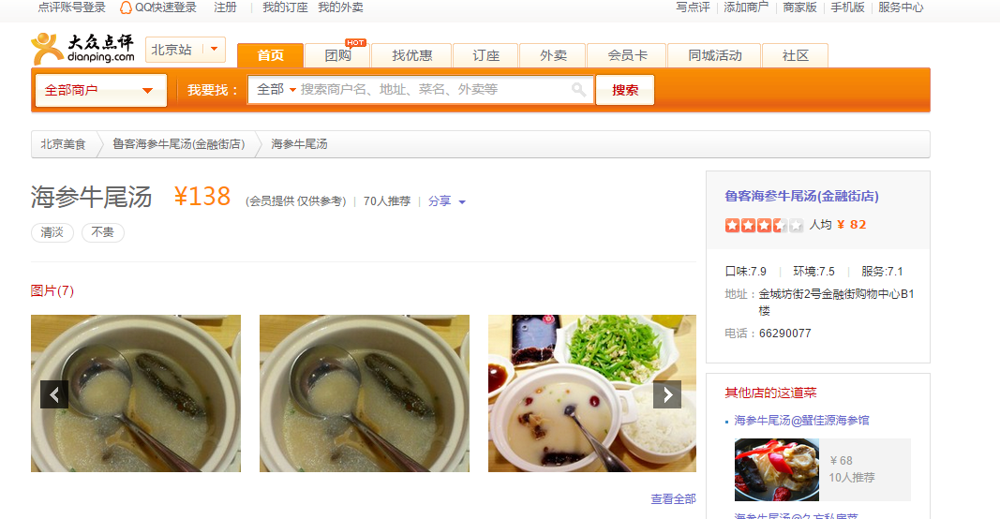 点评账号登录 QQ快速登录 注册 | 我的订座 我的外卖 写点评 | 添加商户 | 商家版 | 手机版 | 服务中心
大众点评
dianping.com
北京站
首页 团购 HOT 找优惠 订座 外卖 会员卡 同城活动 社区
全部商户 我要找： 全部 搜索商户名、地址、菜名、外卖等 搜索
北京美食 鲁客海参牛尾汤(金融街店) 海参牛尾汤
海参牛尾汤 ¥138 (会员提供 仅供参考) | 70人推荐 | 分享
清淡 不贵
图片(7)
查看全部
鲁客海参牛尾汤(金融街店)
人均 ¥ 82
口味:7.9 | 环境:7.5 | 服务:7.1
地址：金城坊街2号金融街购物中心B1
楼
电话：66290077
其他店的这道菜
海参牛尾汤@蟹佳源海参馆
¥68
10人推荐